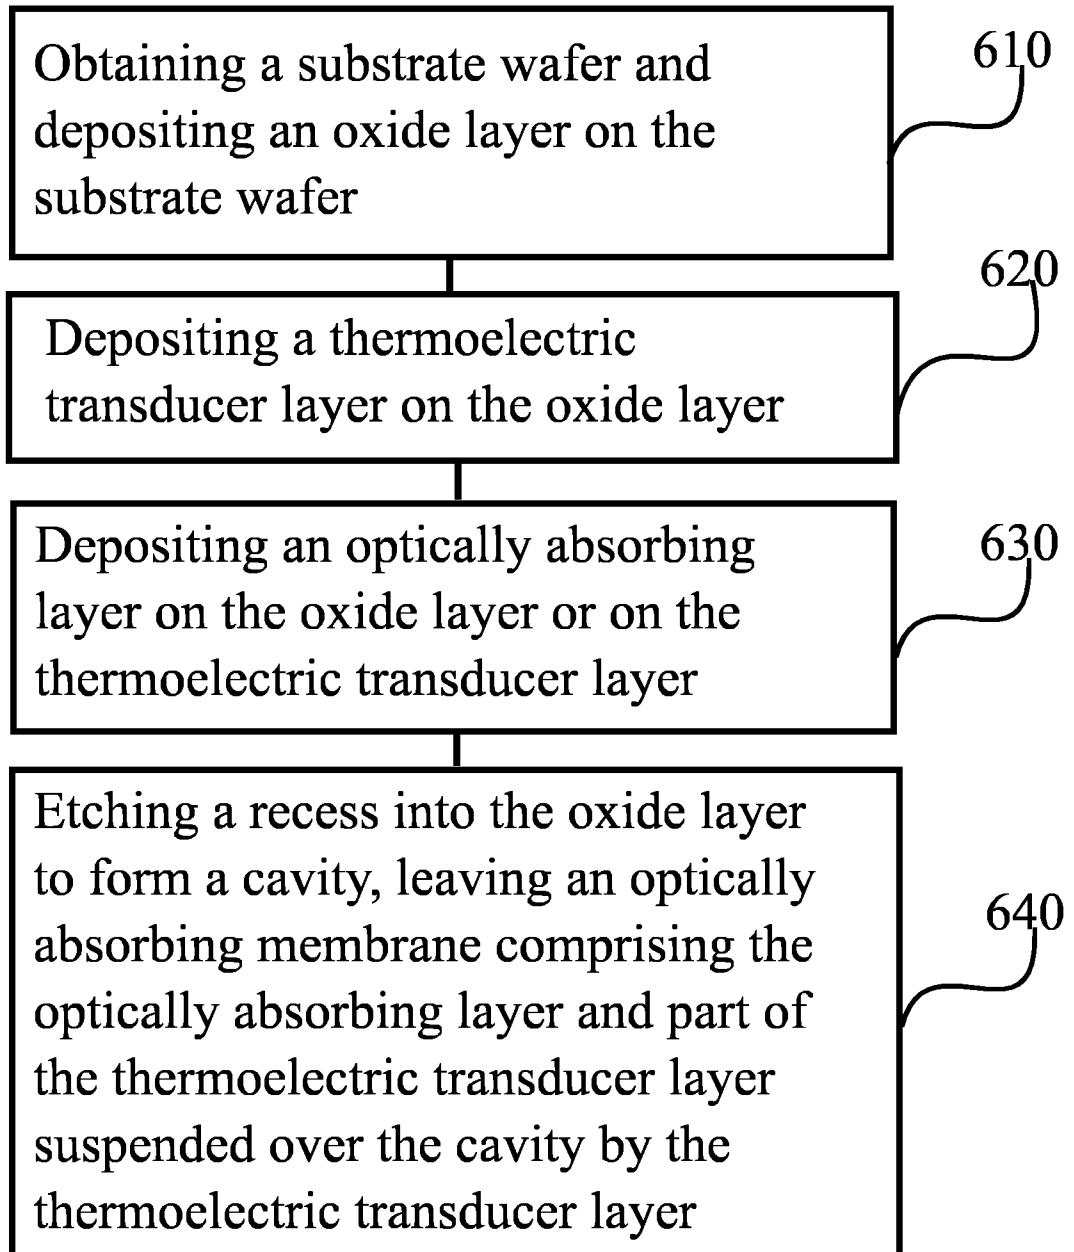 Obtaining a substrate wafer and
depositing an oxide layer on the
substrate wafer
610
Depositing a thermoelectric
transducer layer on the oxide layer
620
Depositing an optically absorbing
layer on the oxide layer or on the
thermoelectric transducer layer
630
Etching a recess into the oxide layer
to form a cavity, leaving an optically
absorbing membrane comprising the
optically absorbing layer and part of
the thermoelectric transducer layer
suspended over the cavity by the
thermoelectric transducer layer
640